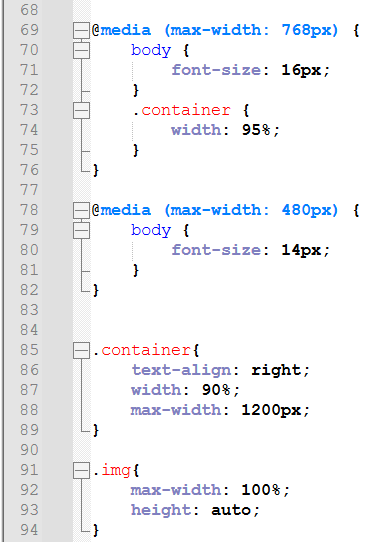 68
69 @media (max-width: 768px) {
70 body {
71 font-size: 16px;
72 }
73 .container {
74 width: 95%;
75 }
76 }
77
78 @media (max-width: 480px) {
79 body {
80 font-size: 14px;
81 }
82 }
83
84
85 .container{
86 text-align: right;
87 width: 90%;
88 max-width: 1200px;
89 }
90
91 .img{
92 max-width: 100%;
93 height: auto;
94 }